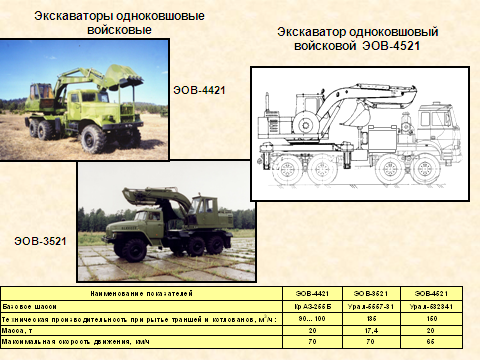 Экскаваторы одноковшовые
войсковые
Экскаватор одноковшовый
войсковой ЭОВ-4521
ЭОВ-4421
ЭОВ-3521
Наименование показателей ЭОВ-4421 ЭОВ-3521 ЭОВ-4521
Базовое шасси КрАЗ-255Б Урал-5557-31 Урал-532341
Техническая производительность при рытье траншей и котлованов, м³/ч: 90...100 135 150
Масса, т 20 17,4 20
Максимальная скорость движения, км/ч 70 70 65